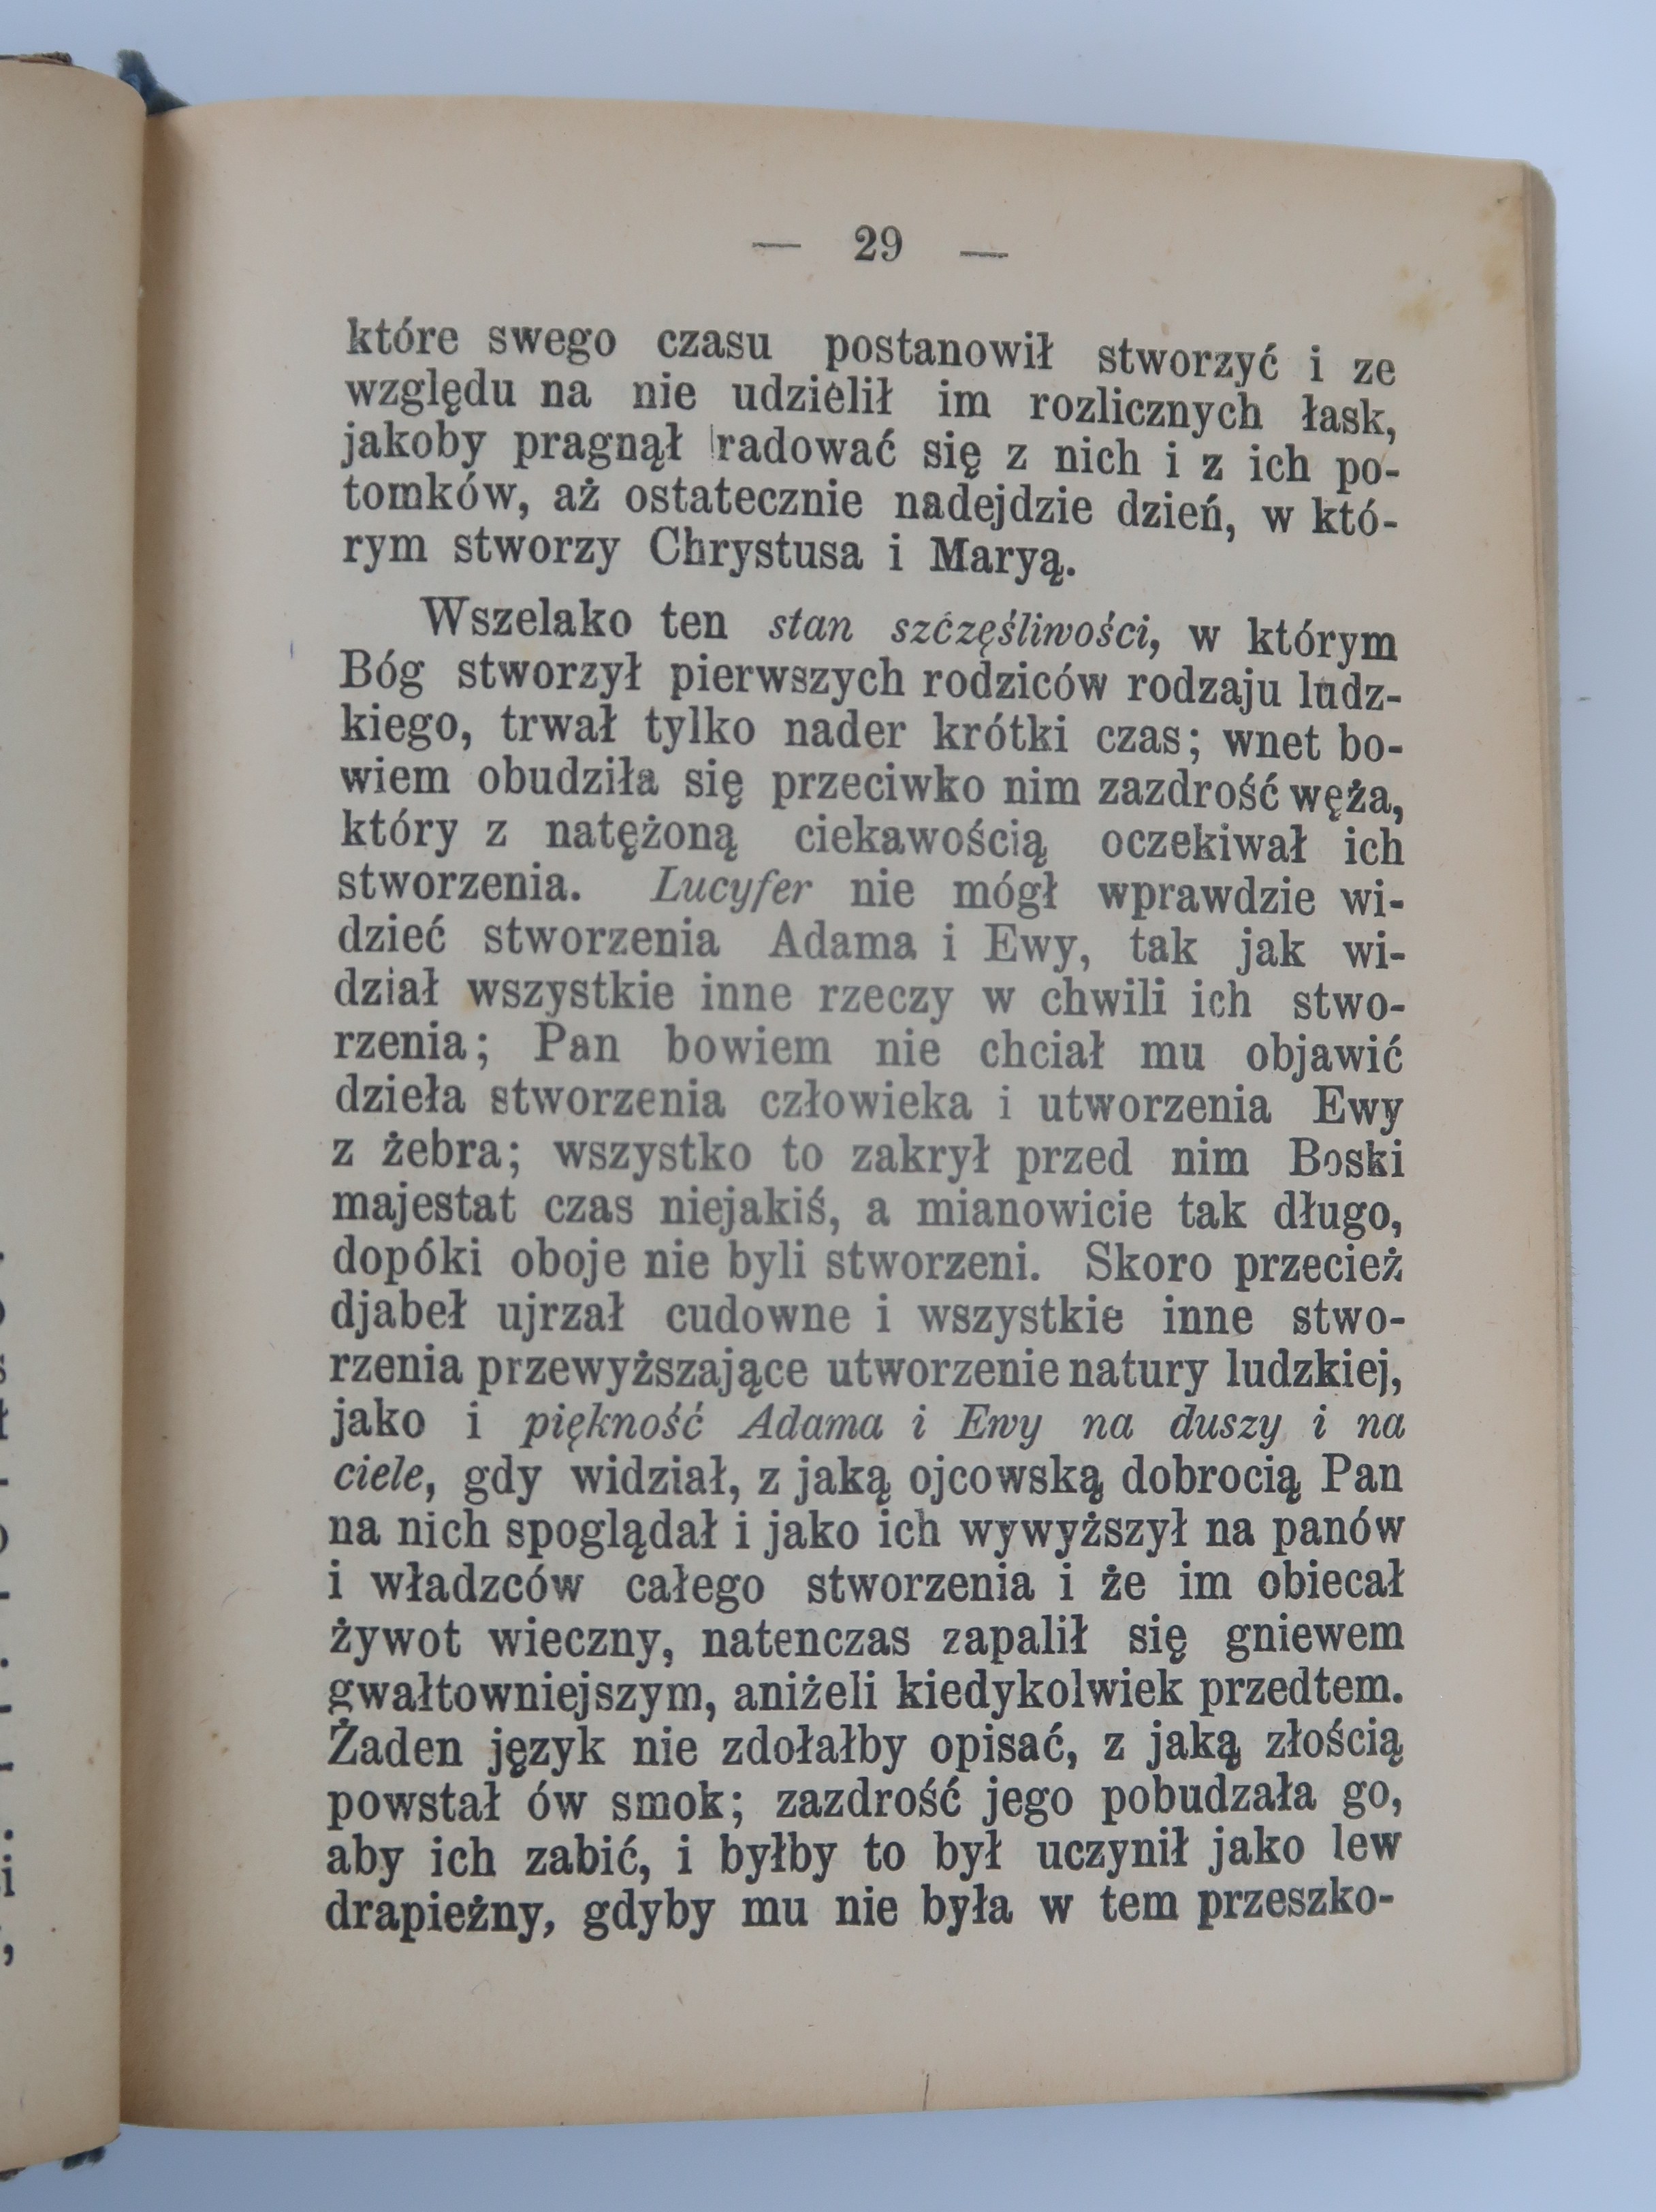 — 29 —
które swego czasu postanowił stworzyć i ze
względu na nie udzielił im rozlicznych łask,
jakoby pragnął radować się z nich i z ich po-
tomków, aż ostatecznie nadejdzie dzień, w któ-
rym stworzy Chrystusa i Maryą.
Wszelako ten stan szczęśliwości, w którym
Bóg stworzył pierwszych rodziców rodzaju ludz-
kiego, trwał tylko nader krótki czas; wnet bo-
wiem obudziła się przeciwko nim zazdrość węża,
który z natężoną ciekawością oczekiwał ich
stworzenia. Lucyfer nie mógł wprawdzie wi-
dzieć stworzenia Adama i Ewy, tak jak wi-
dział wszystkie inne rzeczy w chwili ich stwo-
rzenia; Pan bowiem nie chciał mu objawić
dzieła stworzenia człowieka i utworzenia Ewy
z żebra; wszystko to zakrył przed nim Boski
majestat czas niejakiś, a mianowicie tak długo,
dopóki oboje nie byli stworzeni. Skoro przecież
djabeł ujrzał cudowne i wszystkie inne stwo-
rzenia przewyższające utworzenie natury ludzkiej,
jako i piękność Adama i Ewy na duszy i na
ciele, gdy widział, z jaką ojcowską dobrocią Pan
na nich spoglądał i jako ich wywyższył na panów
i władzców całego stworzenia i że im obiecał
żywot wieczny, natenczas zapalił się gniewem
gwałtowniejszym, aniżeli kiedykolwiek przedtem.
Żaden język nie zdołałby opisać, z jaką złością
powstał ów smok; zazdrość jego pobudzała go,
aby ich zabić, i byłby to był uczynił jako lew
drapieżny, gdyby mu nie była w tem przeszko-